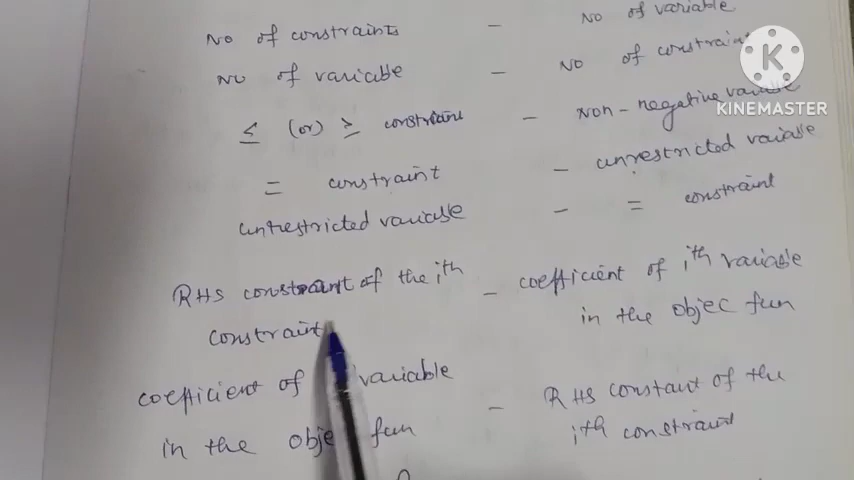 No of constraints - No of variable
No of variable - No of constraint
≤ (or) ≥ constraint - non-negative variable
= constraint - unrestricted variable
unrestricted variable - = constraint
RHS constraant of the ith - coefficient of ith variable
constraint in the objec fun
coefficient of variable - RHS constant of the
in the obje fun ith constraint
K
KINEMASTER